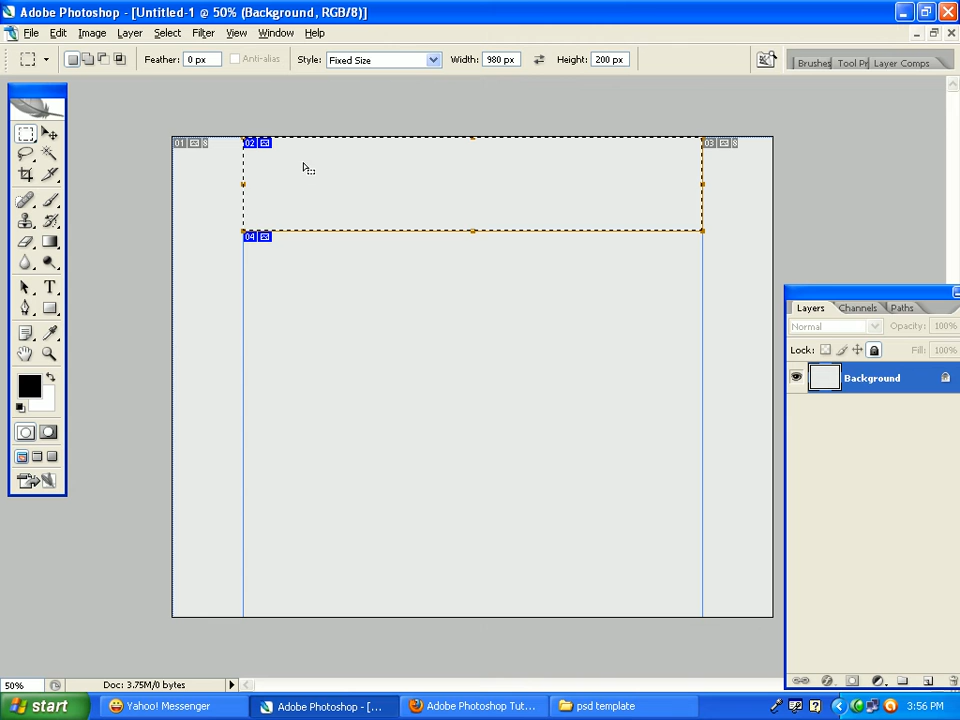 Adobe Photoshop - [Untitled-1 @ 50% (Background, RGB/8)]
File Edit Image Layer Select Filter View Window Help
Feather: 0 px Anti-alias Style: Fixed Size Width: 980 px Height: 200 px Brushes Tool Pr Layer Comps
01 02 03
04
Layers Channels Paths
Normal Opacity: 100%
Lock: Fill: 100%
Background
T
50% Doc: 3.75M/0 bytes
start Yahoo! Messenger Adobe Photoshop - [... Adobe Photoshop Tut... psd template 3:56 PM